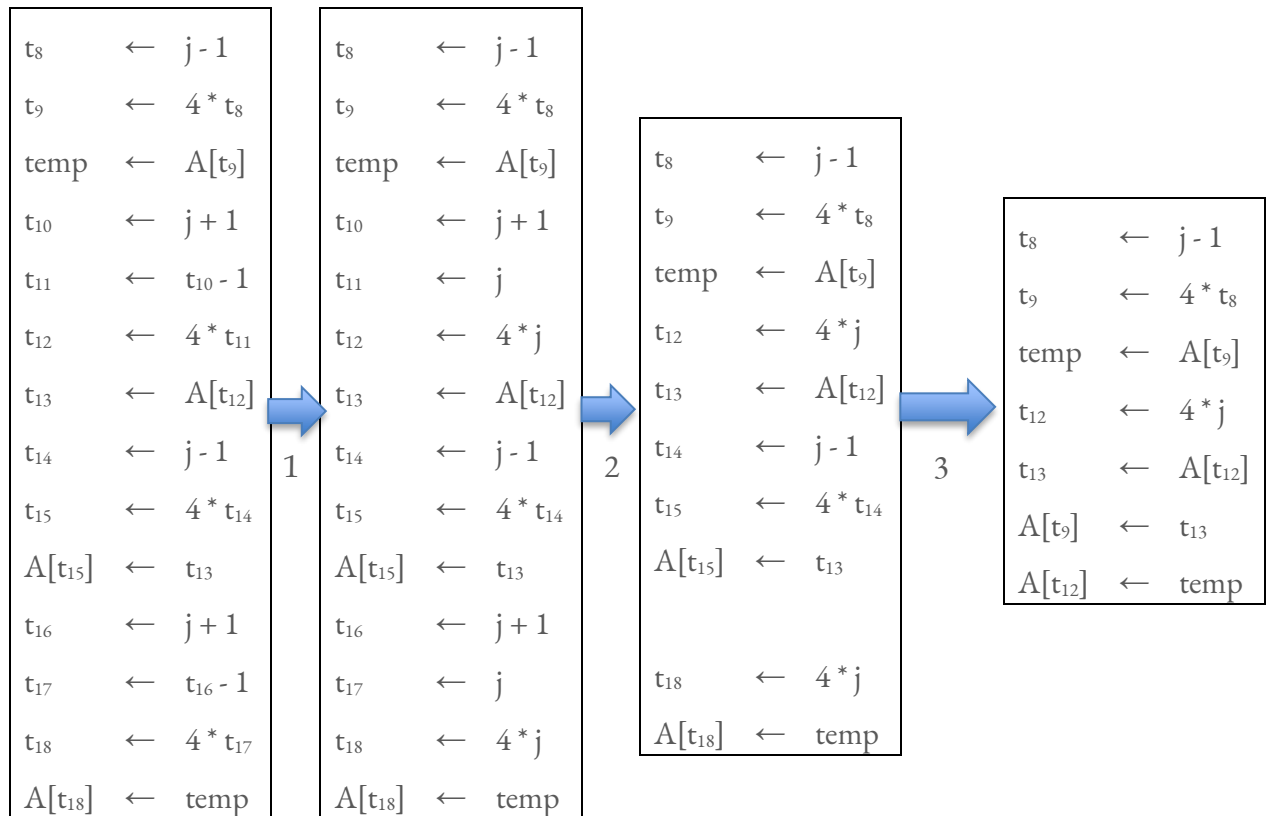 t₈ ← j - 1
t₉ ← 4 * t₈
temp ← A[t₉]
t₁₀ ← j + 1
t₁₁ ← t₁₀ - 1
t₁₂ ← 4 * t₁₁
t₁₃ ← A[t₁₂]
t₁₄ ← j - 1
t₁₅ ← 4 * t₁₄
A[t₁₅] ← t₁₃
t₁₆ ← j + 1
t₁₇ ← t₁₆ - 1
t₁₈ ← 4 * t₁₇
A[t₁₈] ← temp
1
t₈ ← j - 1
t₉ ← 4 * t₈
temp ← A[t₉]
t₁₀ ← j + 1
t₁₁ ← j
t₁₂ ← 4 * j
t₁₃ ← A[t₁₂]
t₁₄ ← j - 1
t₁₅ ← 4 * t₁₄
A[t₁₅] ← t₁₃
t₁₆ ← j + 1
t₁₇ ← j
t₁₈ ← 4 * j
A[t₁₈] ← temp
2
t₈ ← j - 1
t₉ ← 4 * t₈
temp ← A[t₉]
t₁₂ ← 4 * j
t₁₃ ← A[t₁₂]
t₁₄ ← j - 1
t₁₅ ← 4 * t₁₄
A[t₁₅] ← t₁₃
t₁₈ ← 4 * j
A[t₁₈] ← temp
3
t₈ ← j - 1
t₉ ← 4 * t₈
temp ← A[t₉]
t₁₂ ← 4 * j
t₁₃ ← A[t₁₂]
A[t₉] ← t₁₃
A[t₁₂] ← temp